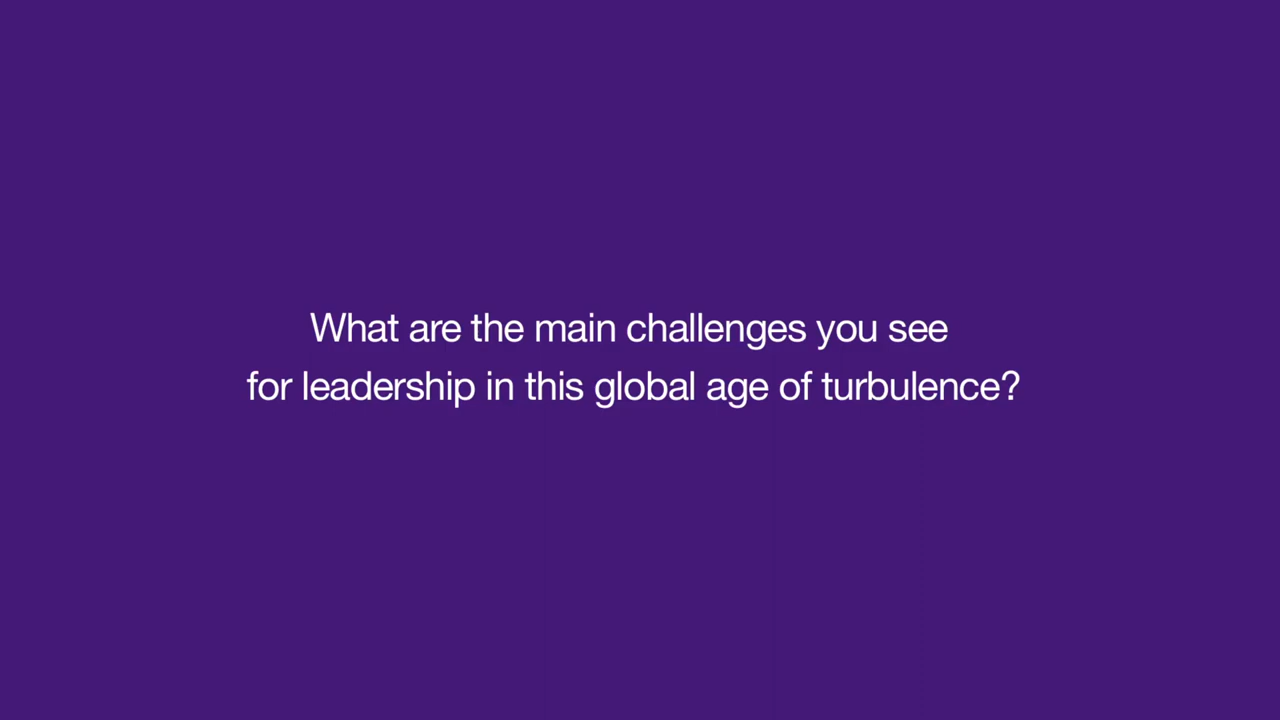 What are the main challenges you see
for leadership in this global age of turbulence?